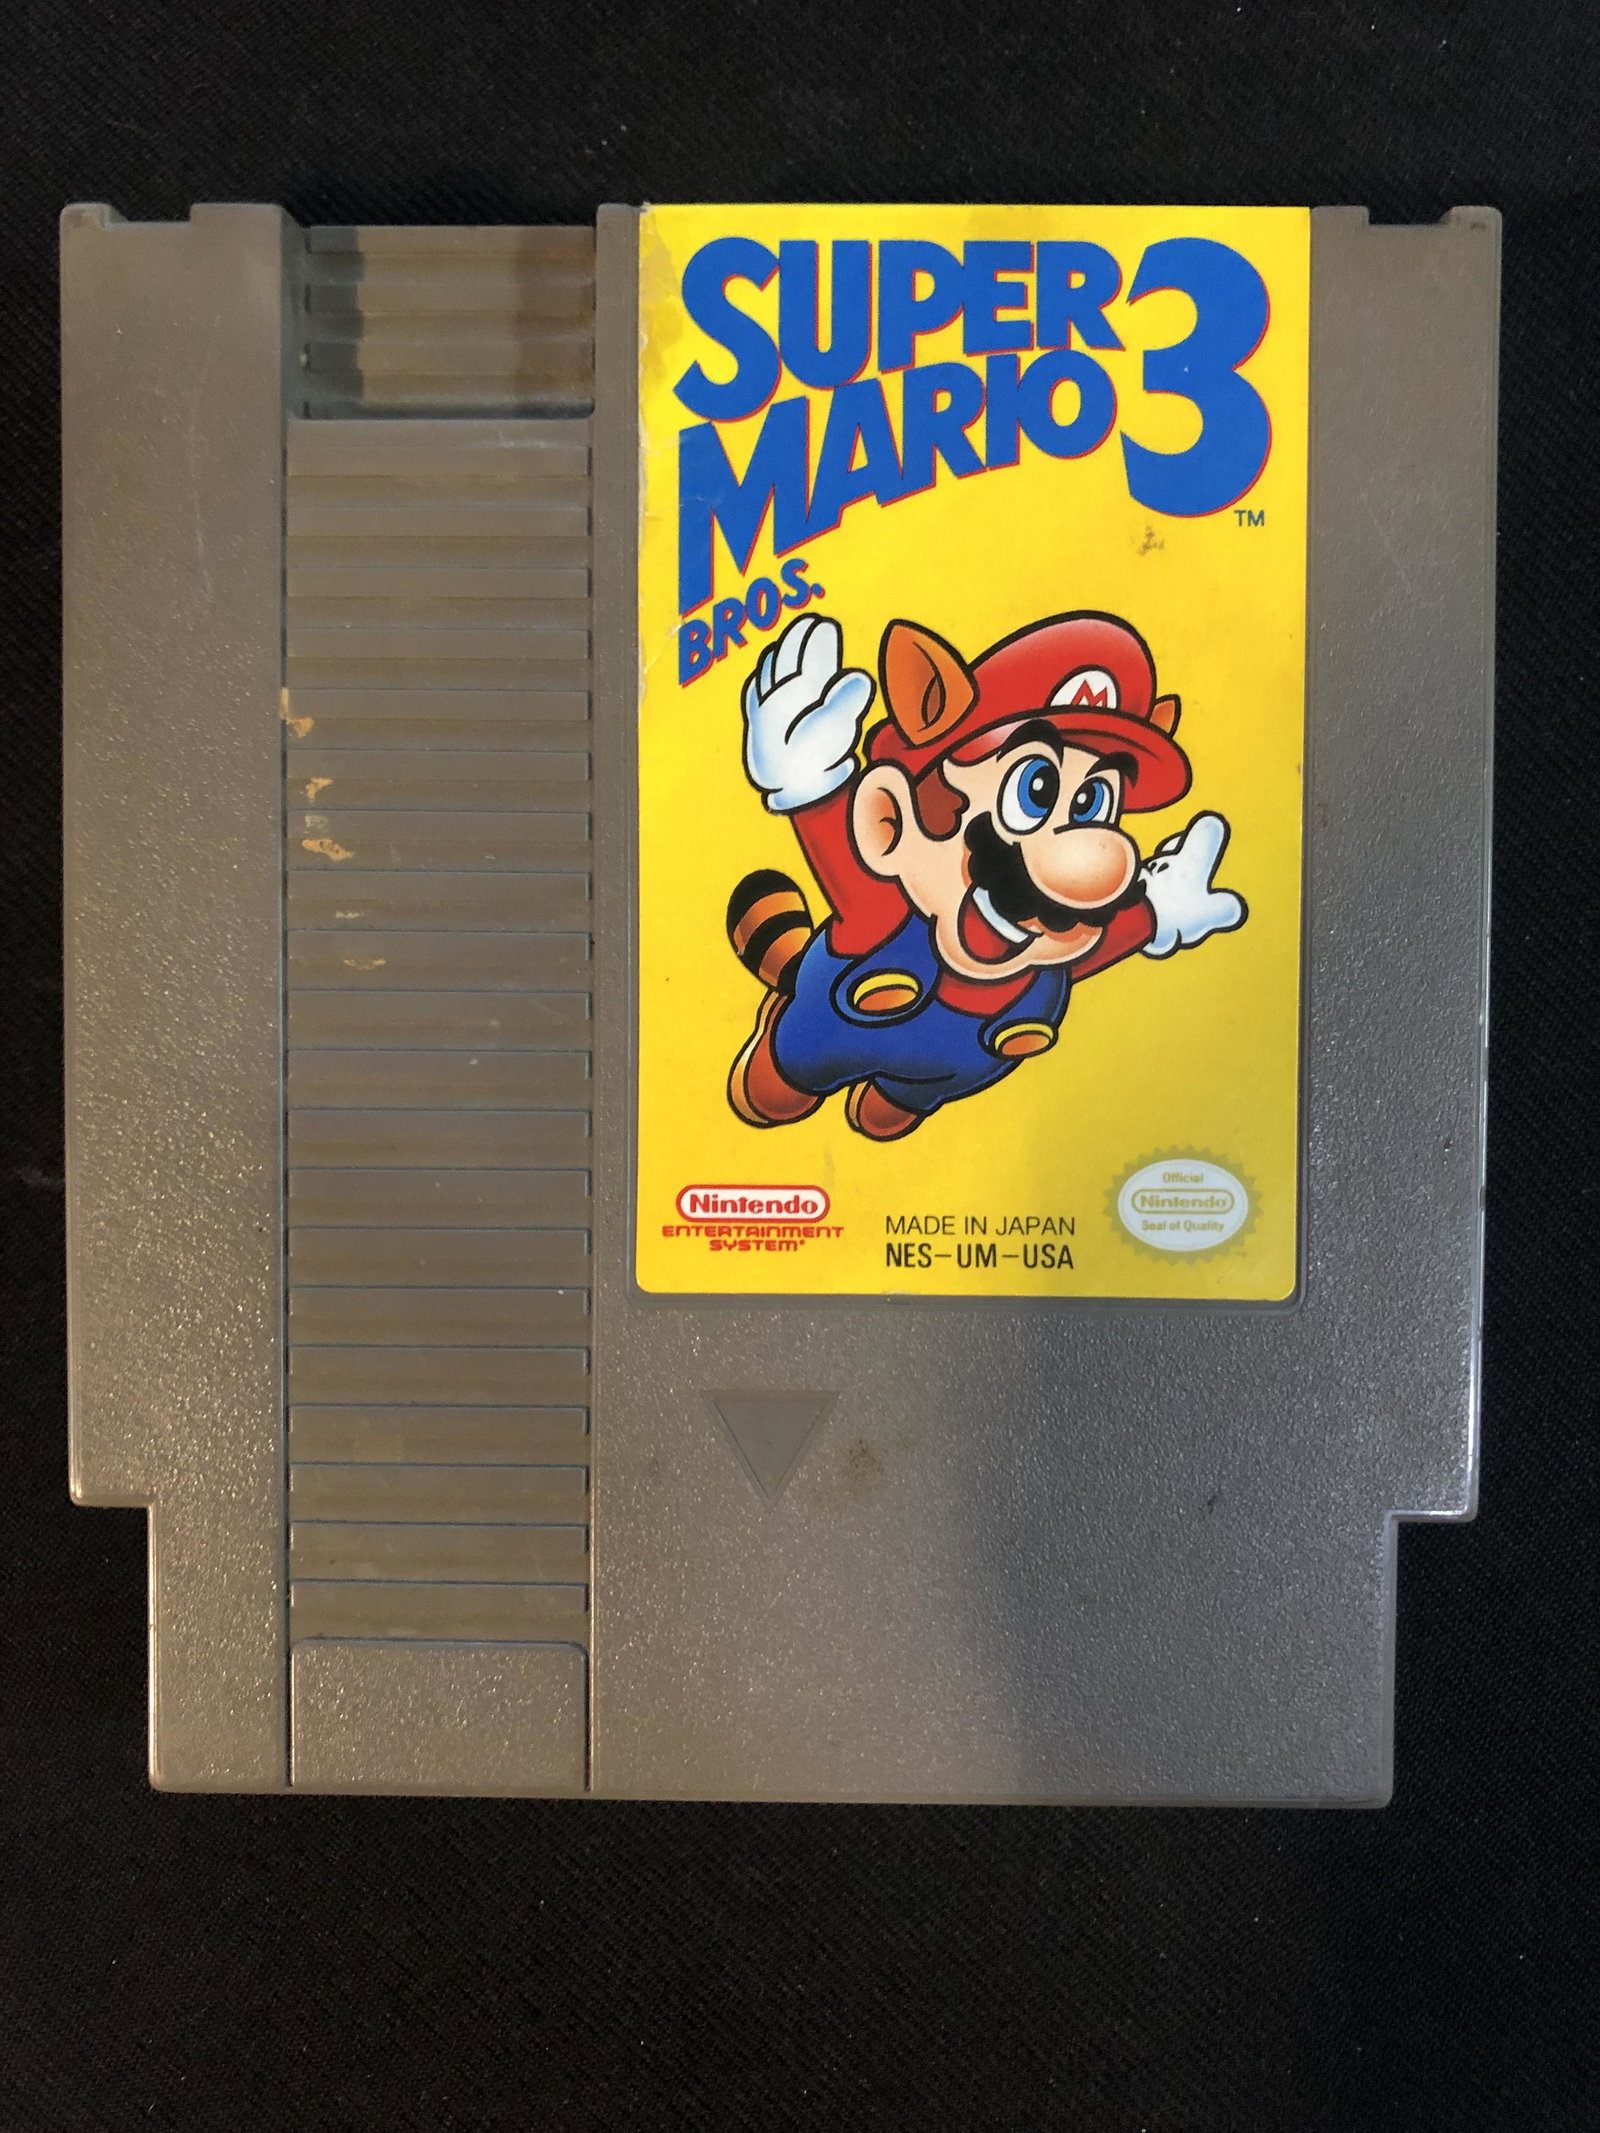 SUPER
MARIO 3
BROS.
TM
M
Nintendo
ENTERTAINMENT
SYSTEM®
MADE IN JAPAN
NES-UM-USA
Official
Nintendo®
Seal of Quality